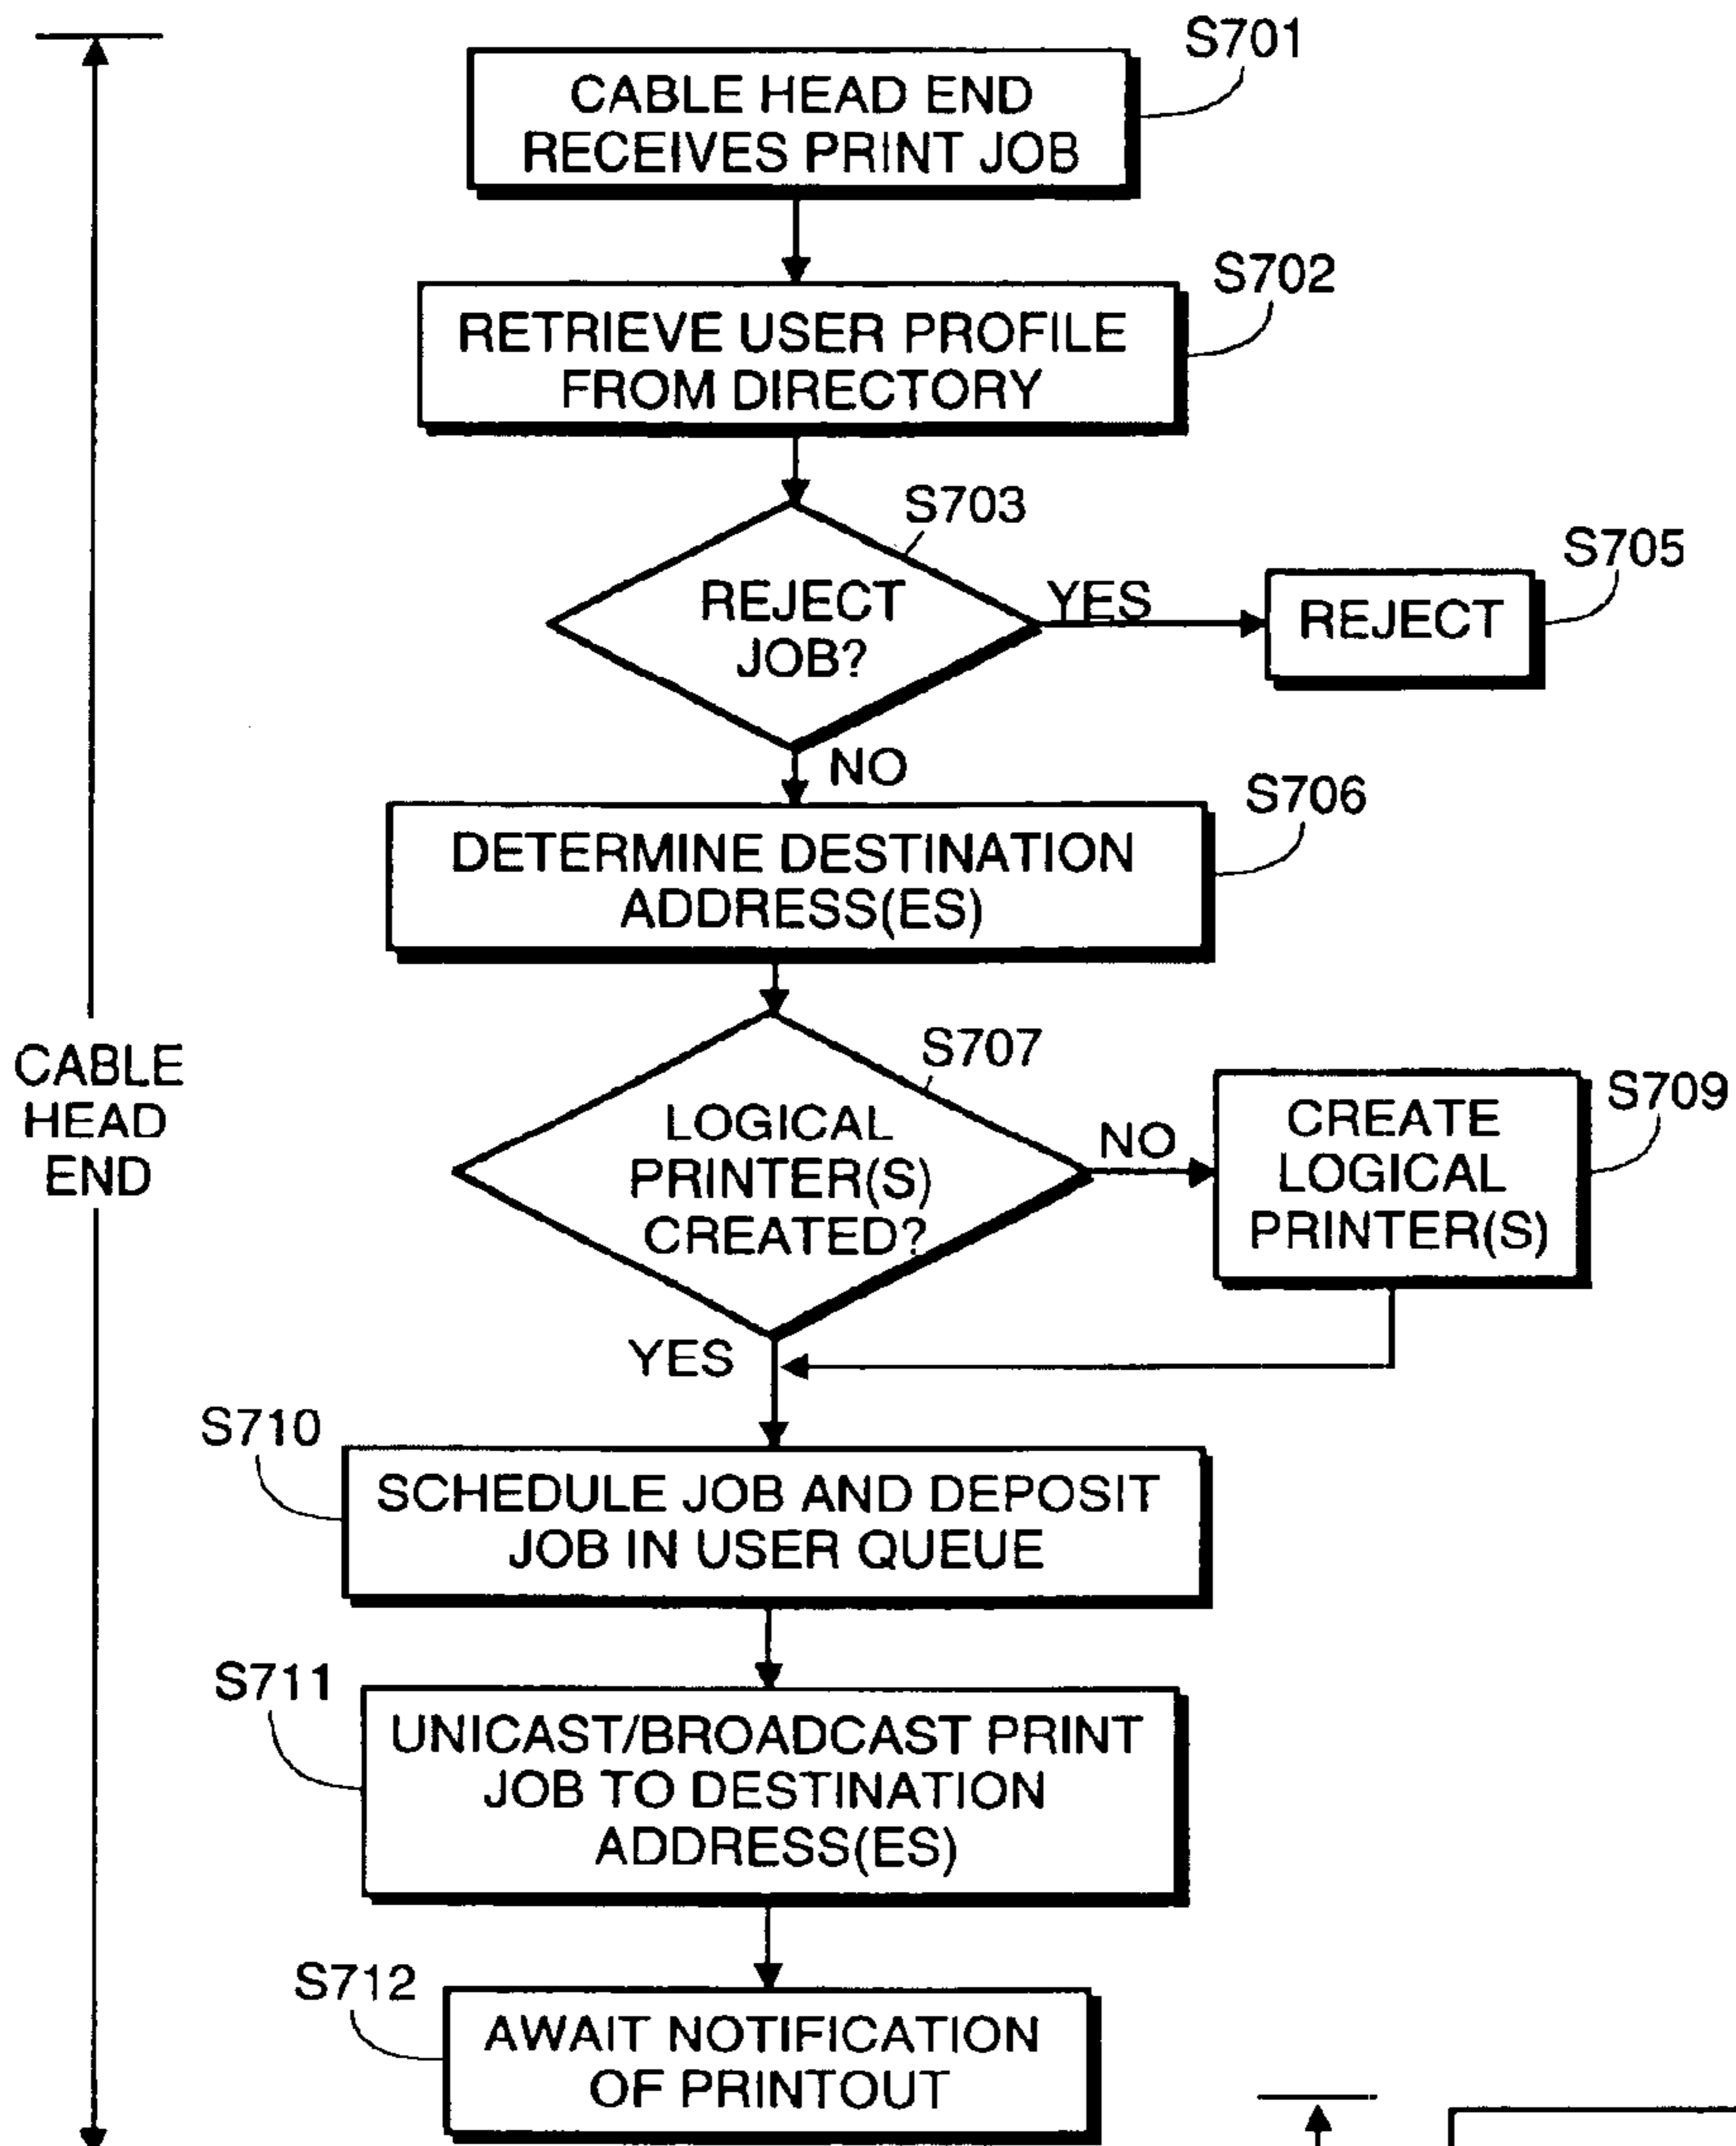 S701
CABLE HEAD END
RECEIVES PRINT JOB
S702
RETRIEVE USER PROFILE
FROM DIRECTORY
S703
REJECT
JOB?
YES
S705
REJECT
NO
S706
DETERMINE DESTINATION
ADDRESS(ES)
CABLE
HEAD
END
S707
LOGICAL
PRINTER(S)
CREATED?
NO
S709
CREATE
LOGICAL
PRINTER(S)
YES
S710
SCHEDULE JOB AND DEPOSIT
JOB IN USER QUEUE
S711
UNICAST/BROADCAST PRINT
JOB TO DESTINATION
ADDRESS(ES)
S712
AWAIT NOTIFICATION
OF PRINTOUT